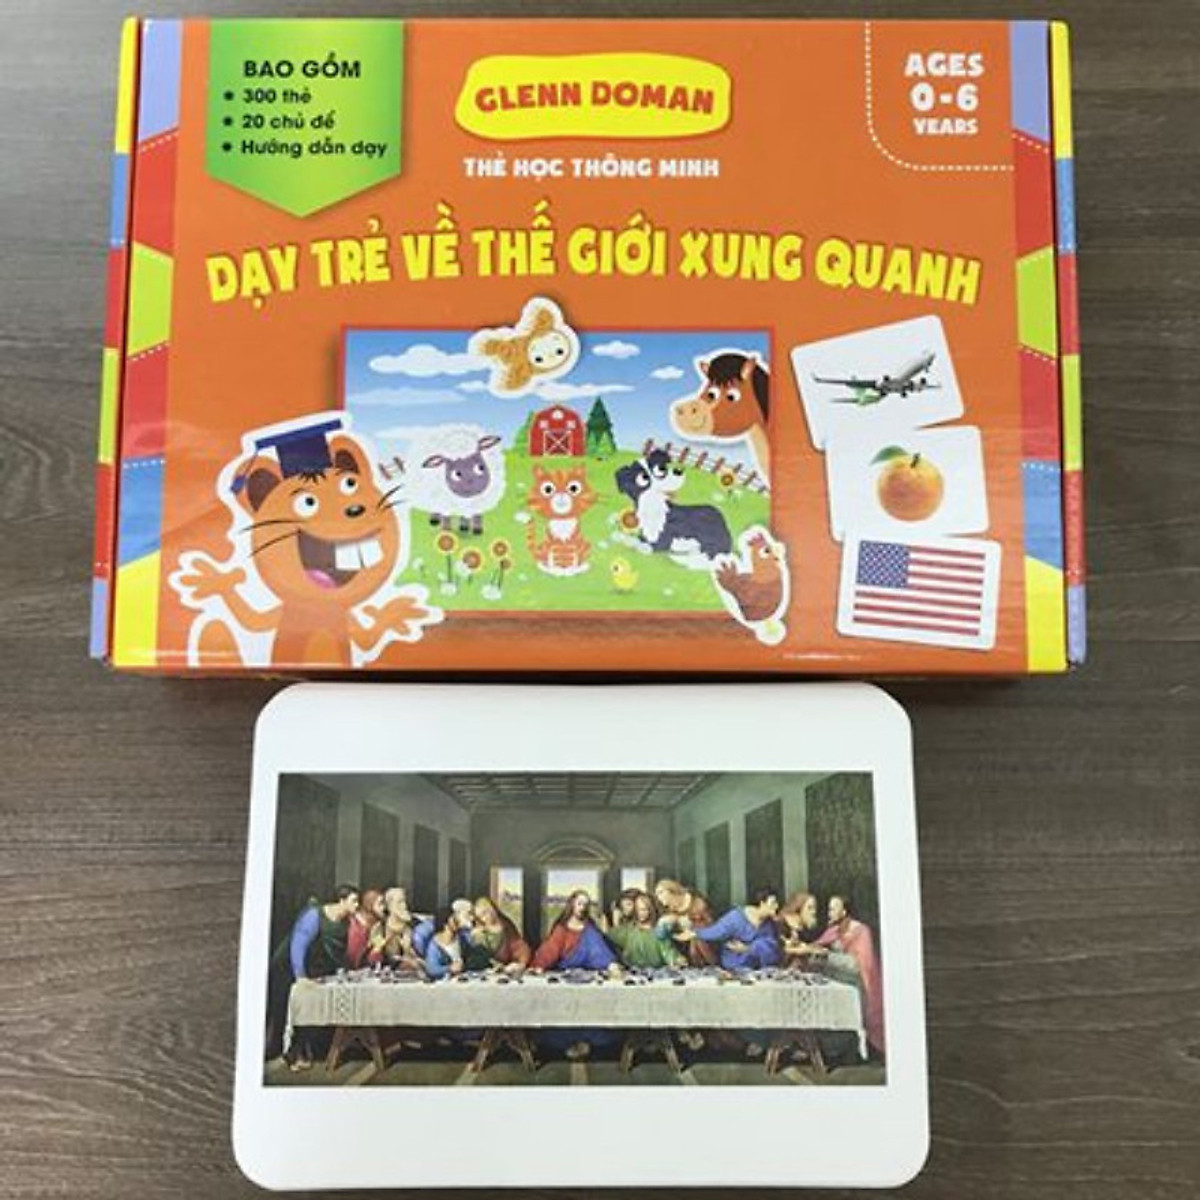 BAO GỒM
• 300 thẻ
• 20 chủ đề
• Hướng dẫn dạy
GLENN DOMAN
THẺ HỌC THÔNG MINH
AGES
0-6
YEARS
DẠY TRẺ VỀ THẾ GIỚI XUNG QUANH